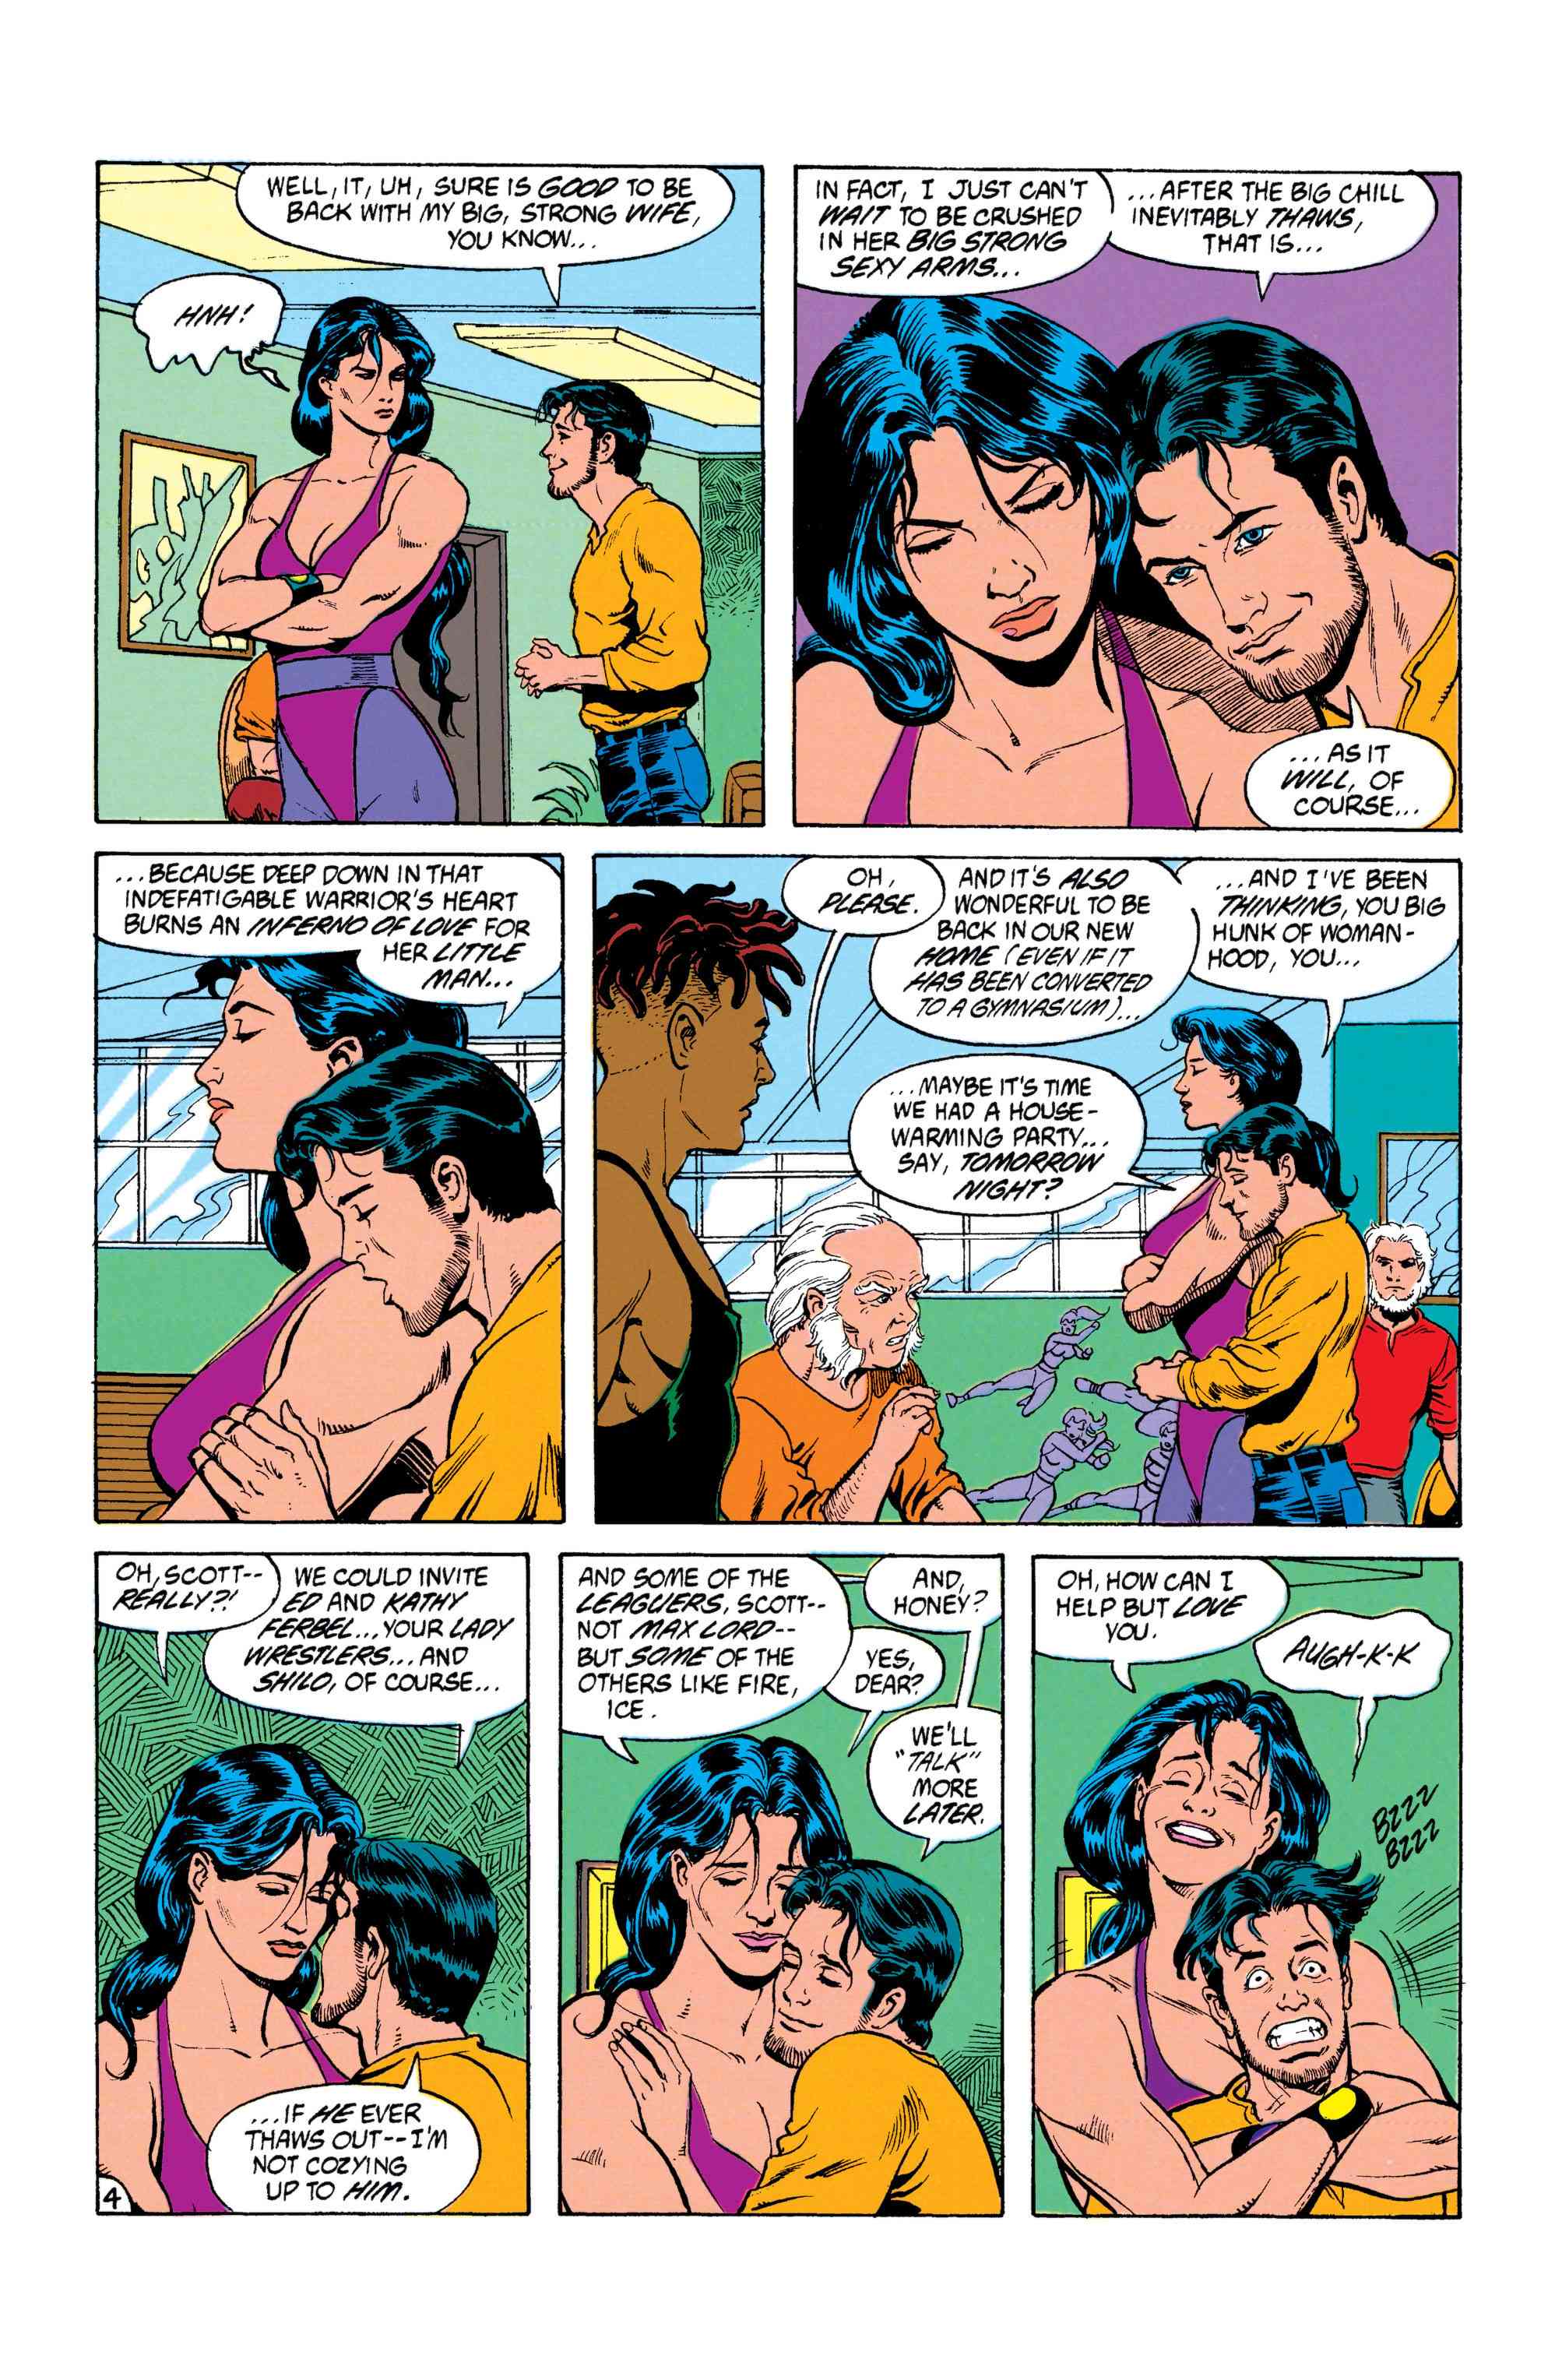 WELL, IT, UH, SURE IS GOOD TO BE
BACK WITH MY BIG, STRONG WIFE,
YOU KNOW...
HNH!
IN FACT, I JUST CAN'T
WAIT TO BE CRUSHED
IN HER BIG STRONG
SEXY ARMS...
...AFTER THE BIG CHILL
INEVITABLY THAWS,
THAT IS...
...AS IT
WILL, OF
COURSE...
...BECAUSE DEEP DOWN IN THAT
INDEFATIGABLE WARRIOR'S HEART
BURNS AN INFERNO OF LOVE FOR
HER LITTLE
MAN...
OH,
PLEASE.
AND IT'S ALSO
WONDERFUL TO BE
BACK IN OUR NEW
HOME (EVEN IF IT
HAS BEEN CONVERTED
TO A GYMNASIUM)...
...AND I'VE BEEN
THINKING, YOU BIG
HUNK OF WOMAN-
HOOD, YOU...
...MAYBE IT'S TIME
WE HAD A HOUSE-
WARMING PARTY...
SAY, TOMORROW
NIGHT?
OH, SCOTT--
REALLY?!
WE COULD INVITE
ED AND KATHY
FERBEL...YOUR LADY
WRESTLERS...AND
SHILO, OF COURSE...
...IF HE EVER
THAWS OUT--I'M
NOT COZYING
UP TO HIM.
4
AND SOME OF THE
LEAGUERS, SCOTT--
NOT MAX LORD--
BUT SOME OF THE
OTHERS LIKE FIRE,
ICE.
AND,
HONEY?
YES,
DEAR?
WE'LL
"TALK"
MORE
LATER.
OH, HOW CAN I
HELP BUT LOVE
YOU.
AUGH-K-K
BZZZ
BZZZ